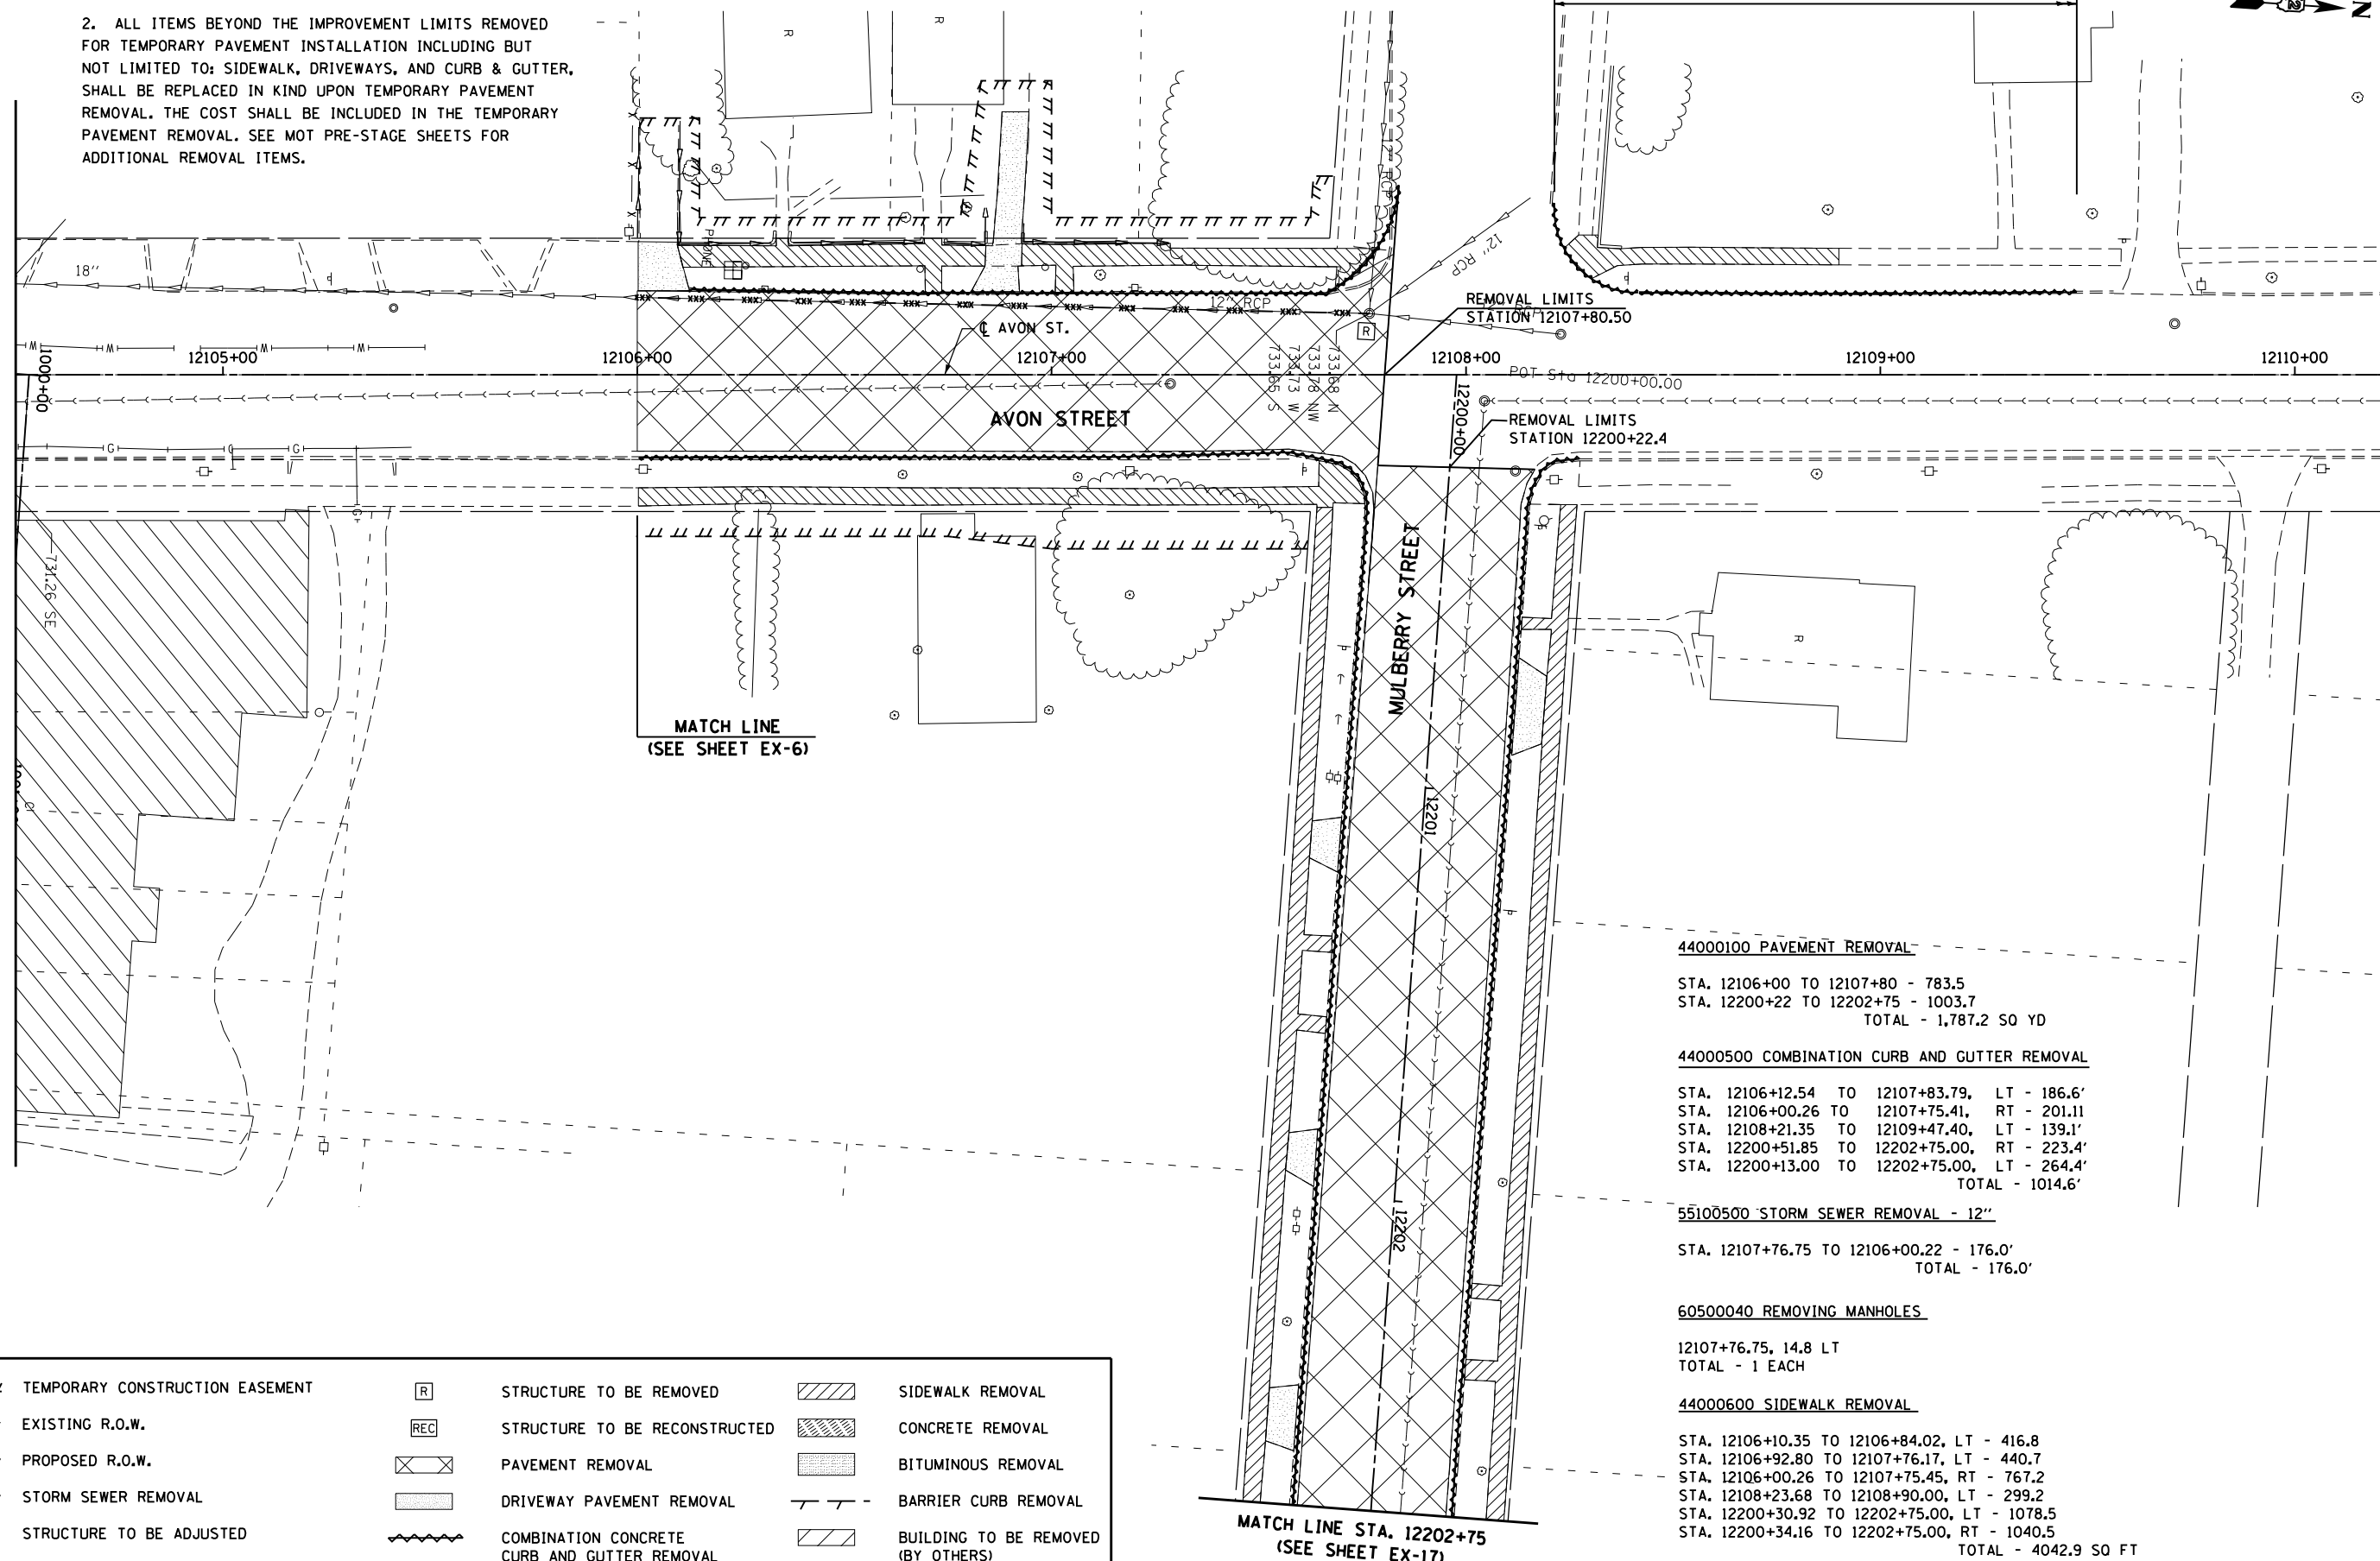 2. ALL ITEMS BEYOND THE IMPROVEMENT LIMITS REMOVED
FOR TEMPORARY PAVEMENT INSTALLATION INCLUDING BUT
NOT LIMITED TO: SIDEWALK, DRIVEWAYS, AND CURB & GUTTER,
SHALL BE REPLACED IN KIND UPON TEMPORARY PAVEMENT
REMOVAL. THE COST SHALL BE INCLUDED IN THE TEMPORARY
PAVEMENT REMOVAL. SEE MOT PRE-STAGE SHEETS FOR
ADDITIONAL REMOVAL ITEMS.
N
R
R
RCP
12" RCP
PHONE
18"
12" RCP
R
REMOVAL LIMITS
STATION 12107+80.50
℄ AVON ST.
12105+00
12106+00
12107+00
12108+00
12109+00
12110+00
1000+00
733.68 N
733.78 NW
733.73 W
733.65 S
POT Sta 12200+00.00
12200+00
AVON STREET
REMOVAL LIMITS
STATION 12200+22.4
731.26 SE
MULBERRY STREET
R
MATCH LINE
(SEE SHEET EX-6)
12201
12202
44000100 PAVEMENT REMOVAL
STA. 12106+00 TO 12107+80 - 783.5
STA. 12200+22 TO 12202+75 - 1003.7
TOTAL - 1,787.2 SQ YD
44000500 COMBINATION CURB AND GUTTER REMOVAL
STA. 12106+12.54 TO 12107+83.79, LT - 186.6'
STA. 12106+00.26 TO 12107+75.41, RT - 201.11
STA. 12108+21.35 TO 12109+47.40, LT - 139.1'
STA. 12200+51.85 TO 12202+75.00, RT - 223.4'
STA. 12200+13.00 TO 12202+75.00, LT - 264.4'
TOTAL - 1014.6'
55100500 STORM SEWER REMOVAL - 12"
STA. 12107+76.75 TO 12106+00.22 - 176.0'
TOTAL - 176.0'
60500040 REMOVING MANHOLES
12107+76.75, 14.8 LT
TOTAL - 1 EACH
44000600 SIDEWALK REMOVAL
STA. 12106+10.35 TO 12106+84.02, LT - 416.8
STA. 12106+92.80 TO 12107+76.17, LT - 440.7
STA. 12106+00.26 TO 12107+75.45, RT - 767.2
STA. 12108+23.68 TO 12108+90.00, LT - 299.2
STA. 12200+30.92 TO 12202+75.00, LT - 1078.5
STA. 12200+34.16 TO 12202+75.00, RT - 1040.5
TOTAL - 4042.9 SQ FT
MATCH LINE STA. 12202+75
(SEE SHEET EX-17)
TEMPORARY CONSTRUCTION EASEMENT
EXISTING R.O.W.
PROPOSED R.O.W.
STORM SEWER REMOVAL
STRUCTURE TO BE ADJUSTED
R STRUCTURE TO BE REMOVED
REC STRUCTURE TO BE RECONSTRUCTED
PAVEMENT REMOVAL
DRIVEWAY PAVEMENT REMOVAL
COMBINATION CONCRETE
CURB AND GUTTER REMOVAL
SIDEWALK REMOVAL
CONCRETE REMOVAL
BITUMINOUS REMOVAL
BARRIER CURB REMOVAL
BUILDING TO BE REMOVED
(BY OTHERS)